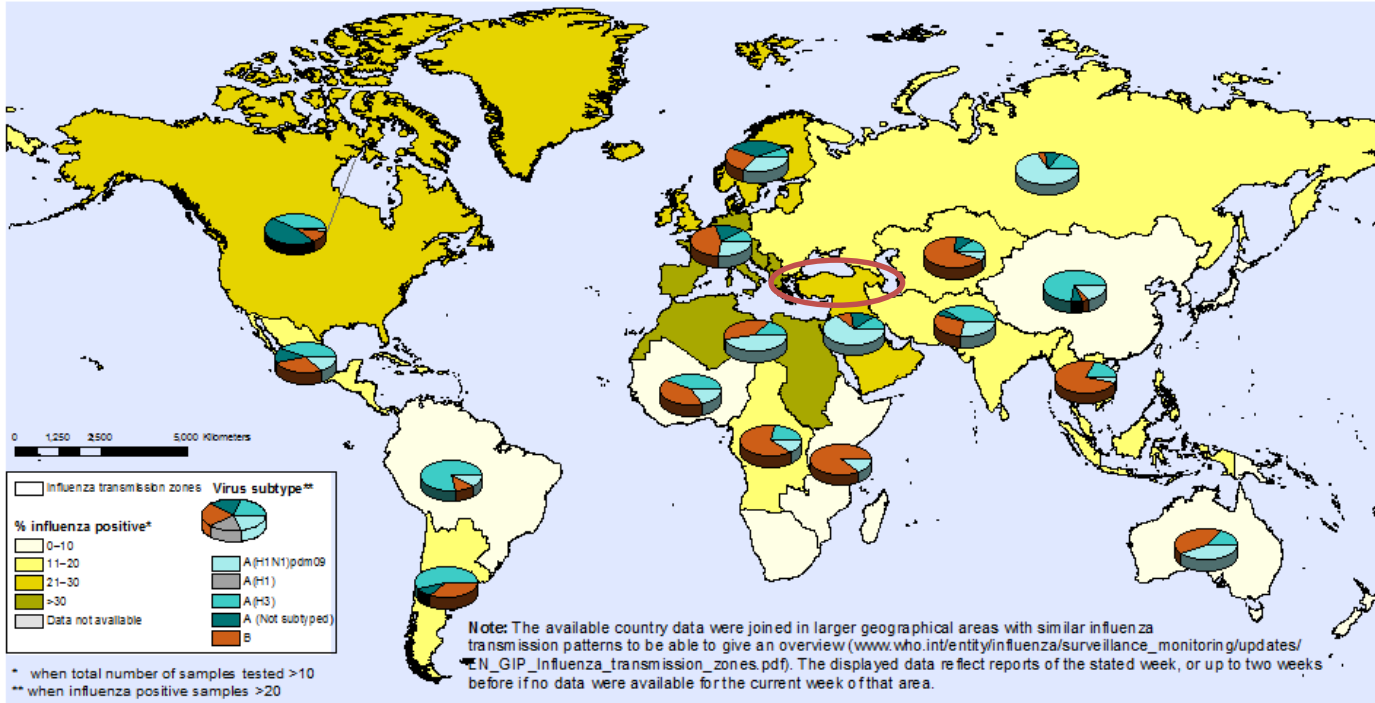 0 1,250 2,500 5,000 Kilometers
Influenza transmission zones
Virus subtype**
% influenza positive*
0–10
11–20
21–30
>30
Data not available
A(H1N1)pdm09
A(H1)
A(H3)
A (Not subtyped)
B
Note: The available country data were joined in larger geographical areas with similar influenza
transmission patterns to be able to give an overview (www.who.int/entity/influenza/surveillance_monitoring/updates/
EN_GIP_Influenza_transmission_zones.pdf). The displayed data reflect reports of the stated week, or up to two weeks
before if no data were available for the current week of that area.
* when total number of samples tested >10
** when influenza positive samples >20